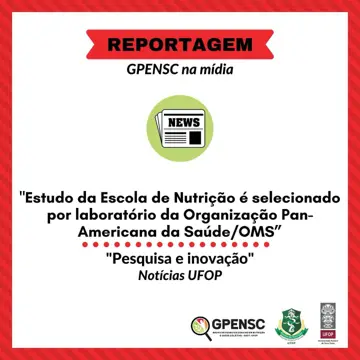 REPORTAGEM
GPENSC na mídia
NEWS
"Estudo da Escola de Nutrição é selecionado
por laboratório da Organização Pan-
Americana da Saúde/OMS”
"Pesquisa e inovação"
Notícias UFOP
GPENSC
UFOP